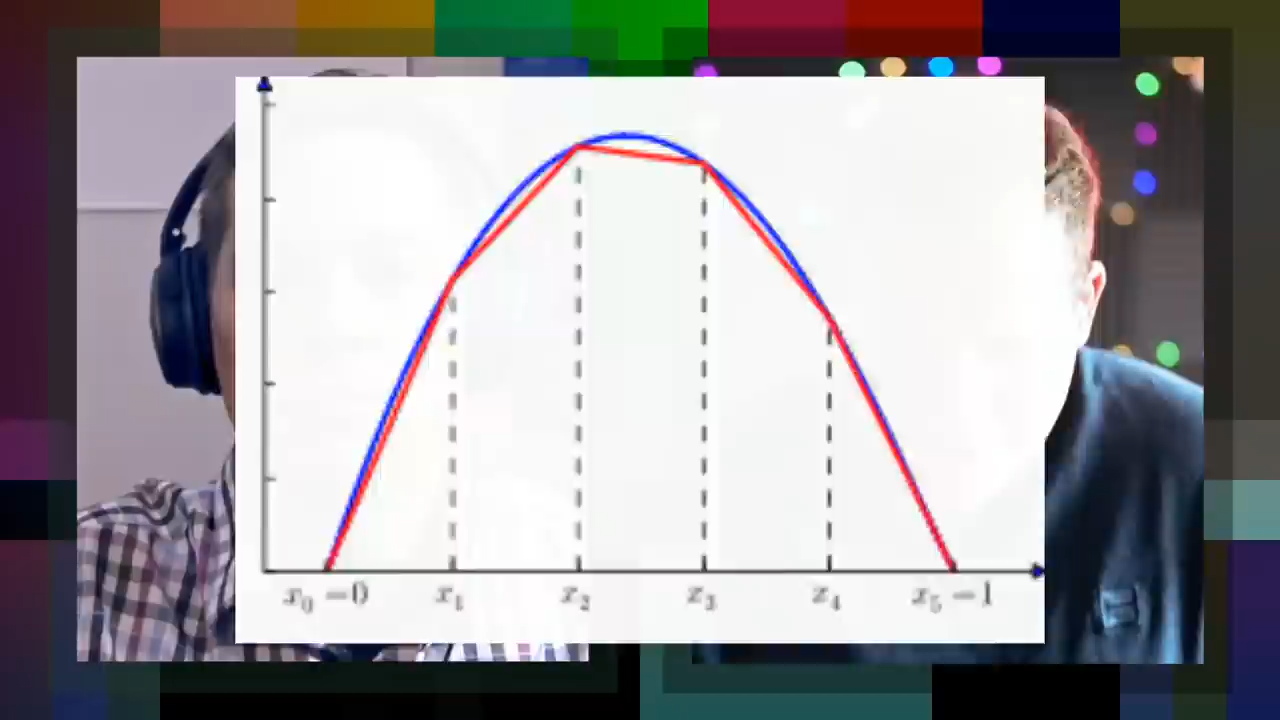 x₀ =0 x₁ x₂ x₃ x₄ x₅ =1